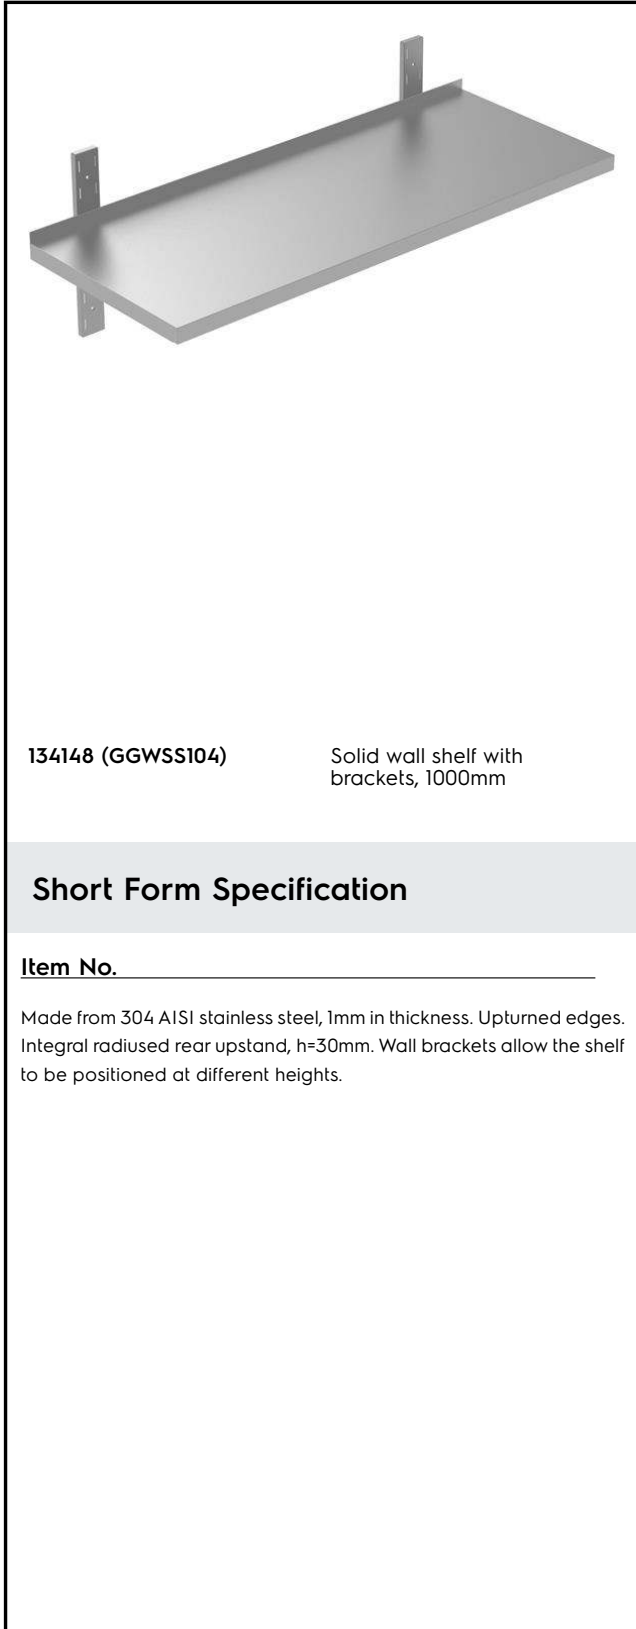 134148 (GGWSS104)
Solid wall shelf with
brackets, 1000mm
Short Form Specification
Item No.
Made from 304 AISI stainless steel, 1mm in thickness. Upturned edges.
Integral radiused rear upstand, h=30mm. Wall brackets allow the shelf
to be positioned at different heights.